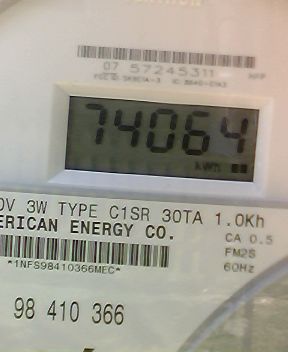 07 57245311
74064
kWh
0V 3W TYPE C1SR 30TA 1.0Kh
ERICAN ENERGY CO.
CA 0.5
FM2S
60Hz
*1NFS98410366MEC*
98 410 366